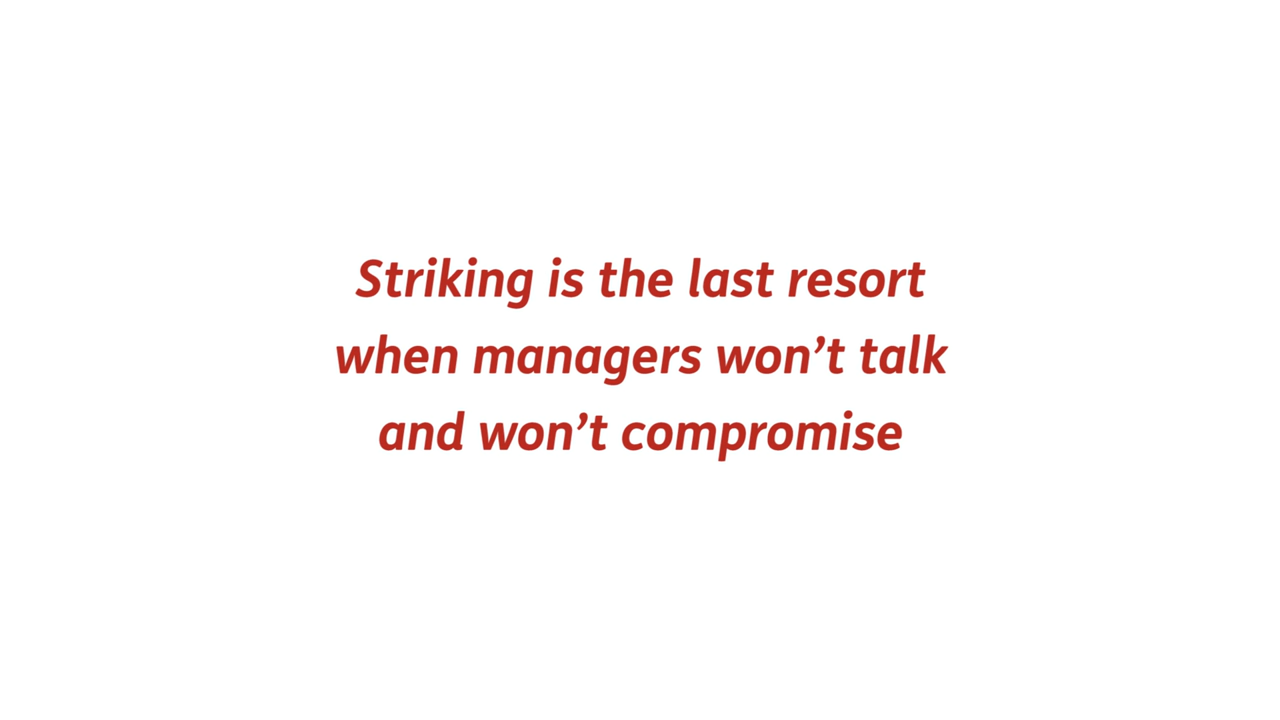 Striking is the last resort
when managers won’t talk
and won’t compromise